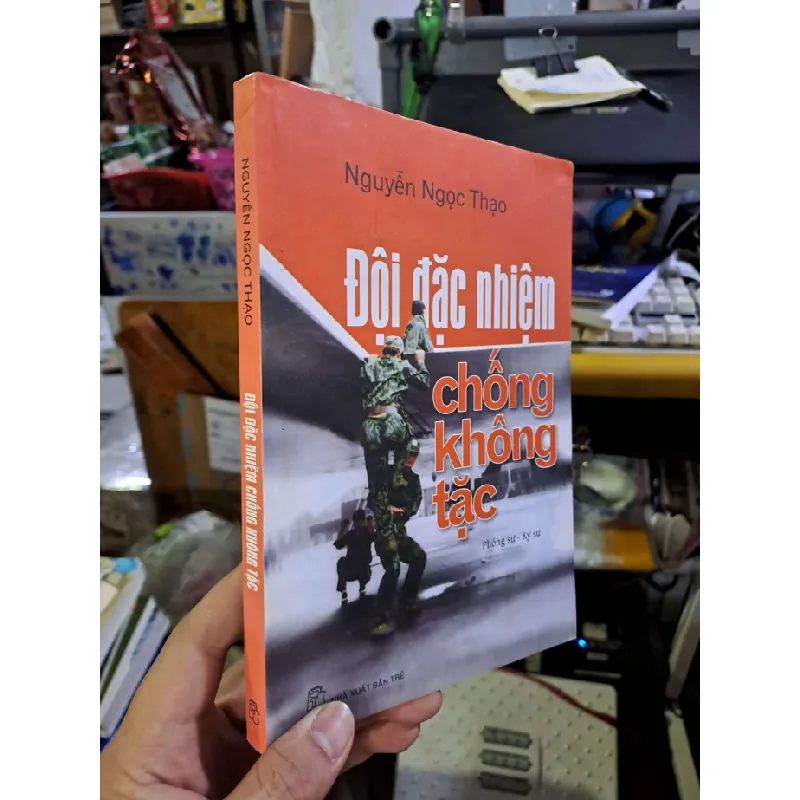 Nguyễn Ngọc Thạo
Đội đặc nhiệm
chống
không
tặc
Phóng sự - Ký sự
NHÀ XUẤT BẢN TRẺ
NGUYỄN NGỌC THẠO
ĐỘI ĐẶC NHIỆM CHỐNG KHÔNG TẶC